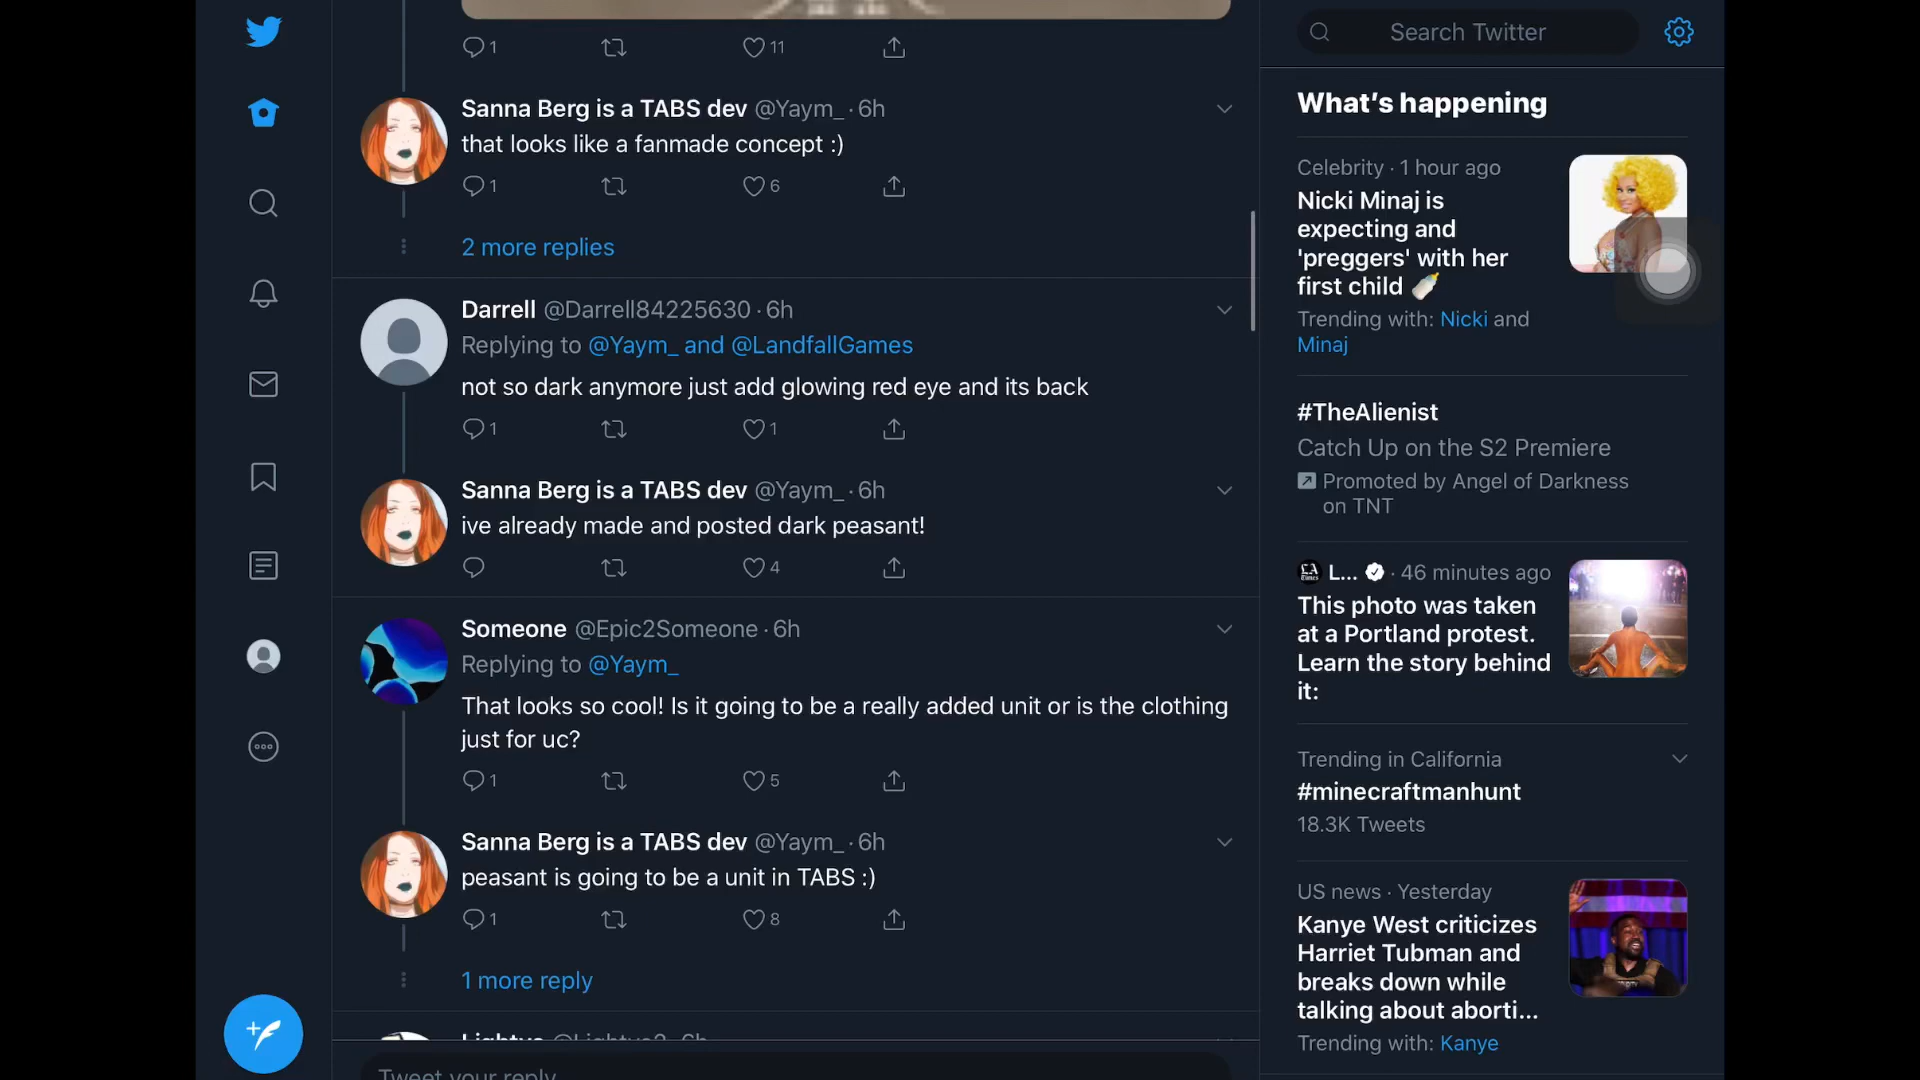 1
11
Sanna Berg is a TABS dev @Yaym_ · 6h
that looks like a fanmade concept :)
1
6
2 more replies
Darrell @Darrell84225630 · 6h
Replying to @Yaym_ and @LandfallGames
not so dark anymore just add glowing red eye and its back
1
1
Sanna Berg is a TABS dev @Yaym_ · 6h
ive already made and posted dark peasant!
4
Someone @Epic2Someone · 6h
Replying to @Yaym_
That looks so cool! Is it going to be a really added unit or is the clothing
just for uc?
1
5
Sanna Berg is a TABS dev @Yaym_ · 6h
peasant is going to be a unit in TABS :)
1
8
1 more reply
Tweet your reply
Search Twitter
What's happening
Celebrity · 1 hour ago
Nicki Minaj is
expecting and
'preggers' with her
first child 🍼
Trending with: Nicki and
Minaj
#TheAlienist
Catch Up on the S2 Premiere
Promoted by Angel of Darkness
on TNT
L... · 46 minutes ago
This photo was taken
at a Portland protest.
Learn the story behind
it:
Trending in California
#minecraftmanhunt
18.3K Tweets
US news · Yesterday
Kanye West criticizes
Harriet Tubman and
breaks down while
talking about aborti...
Trending with: Kanye